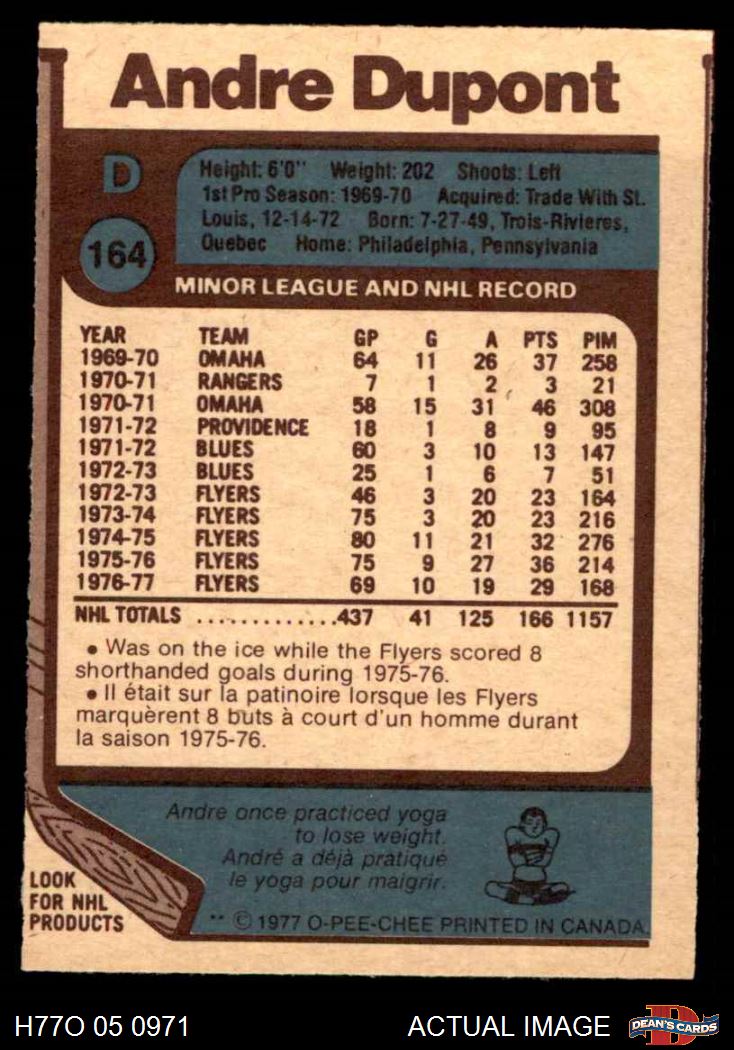 Andre Dupont
D
164
Height: 6'0" Weight: 202 Shoots: Left
1st Pro Season: 1969-70 Acquired: Trade With St.
Louis, 12-14-72 Born: 7-27-49, Trois-Rivieres,
Quebec Home: Philadelphia, Pennsylvania
MINOR LEAGUE AND NHL RECORD
YEAR TEAM GP G A PTS PIM
1969-70 OMAHA 64 11 26 37 258
1970-71 RANGERS 7 1 2 3 21
1970-71 OMAHA 58 15 31 46 308
1971-72 PROVIDENCE 18 1 8 9 95
1971-72 BLUES 60 3 10 13 147
1972-73 BLUES 25 1 6 7 51
1972-73 FLYERS 46 3 20 23 164
1973-74 FLYERS 75 3 20 23 216
1974-75 FLYERS 80 11 21 32 276
1975-76 FLYERS 75 9 27 36 214
1976-77 FLYERS 69 10 19 29 168
NHL TOTALS .............437 41 125 166 1157
• Was on the ice while the Flyers scored 8
shorthanded goals during 1975-76.
• Il était sur la patinoire lorsque les Flyers
marquèrent 8 buts à court d'un homme durant
la saison 1975-76.
Andre once practiced yoga
to lose weight.
André a déjà pratiqué
le yoga pour maigrir.
LOOK
FOR NHL
PRODUCTS
** © 1977 O-PEE-CHEE PRINTED IN CANADA.
H77O 05 0971 ACTUAL IMAGE
D
DEAN'S CARDS